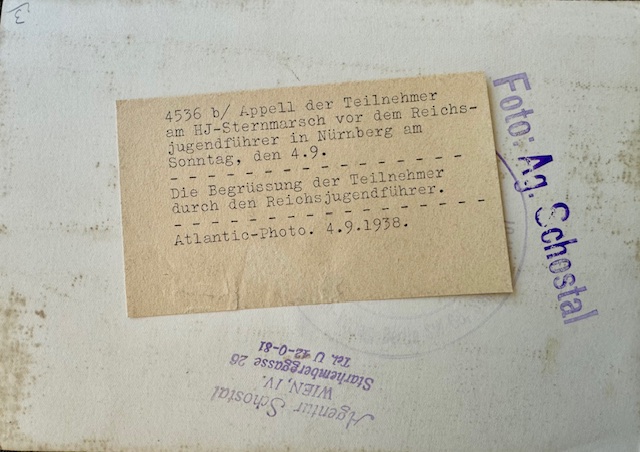 3
4536 b/ Appell der Teilnehmer
am HJ-Sternmarsch vor dem Reichs-
jugendführer in Nürnberg am
Sonntag, den 4.9.
- - - - - - - - - - - - - - -
Die Begrüssung der Teilnehmer
durch den Reichsjugendführer.
- - - - - - - - - - - - - - - -
Atlantic-Photo. 4.9.1938.
Foto: Ag. Schostal
Agentur Schostal
WIEN, IV.
Starhemberggasse 26
Tel. U 42-0-81